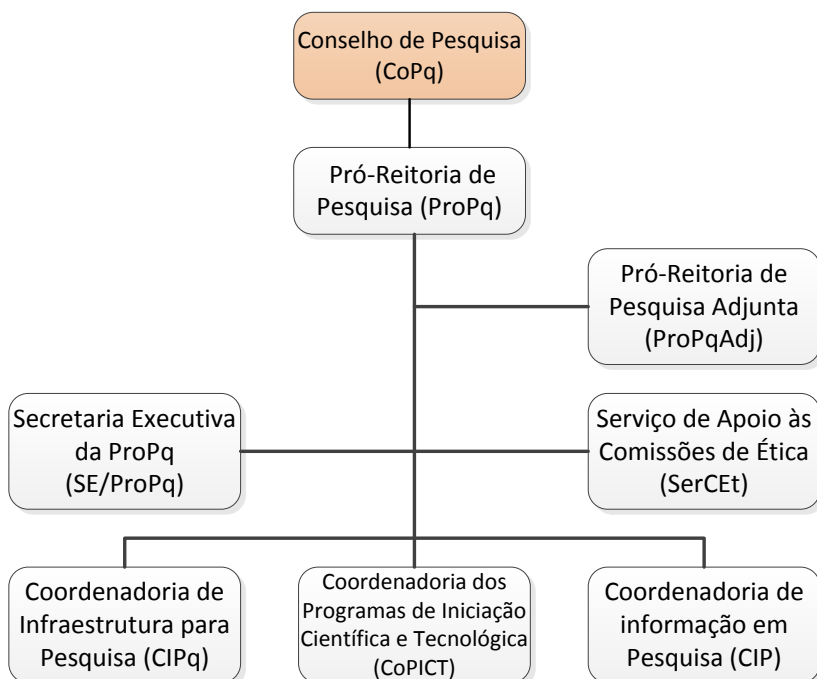 Conselho de Pesquisa
(CoPq)
Pró-Reitoria de
Pesquisa (ProPq)
Pró-Reitoria de
Pesquisa Adjunta
(ProPqAdj)
Secretaria Executiva
da ProPq
(SE/ProPq)
Serviço de Apoio às
Comissões de Ética
(SerCEt)
Coordenadoria de
Infraestrutura para
Pesquisa (CIPq)
Coordenadoria dos
Programas de Iniciação
Científica e Tecnológica
(CoPICT)
Coordenadoria de
informação em
Pesquisa (CIP)